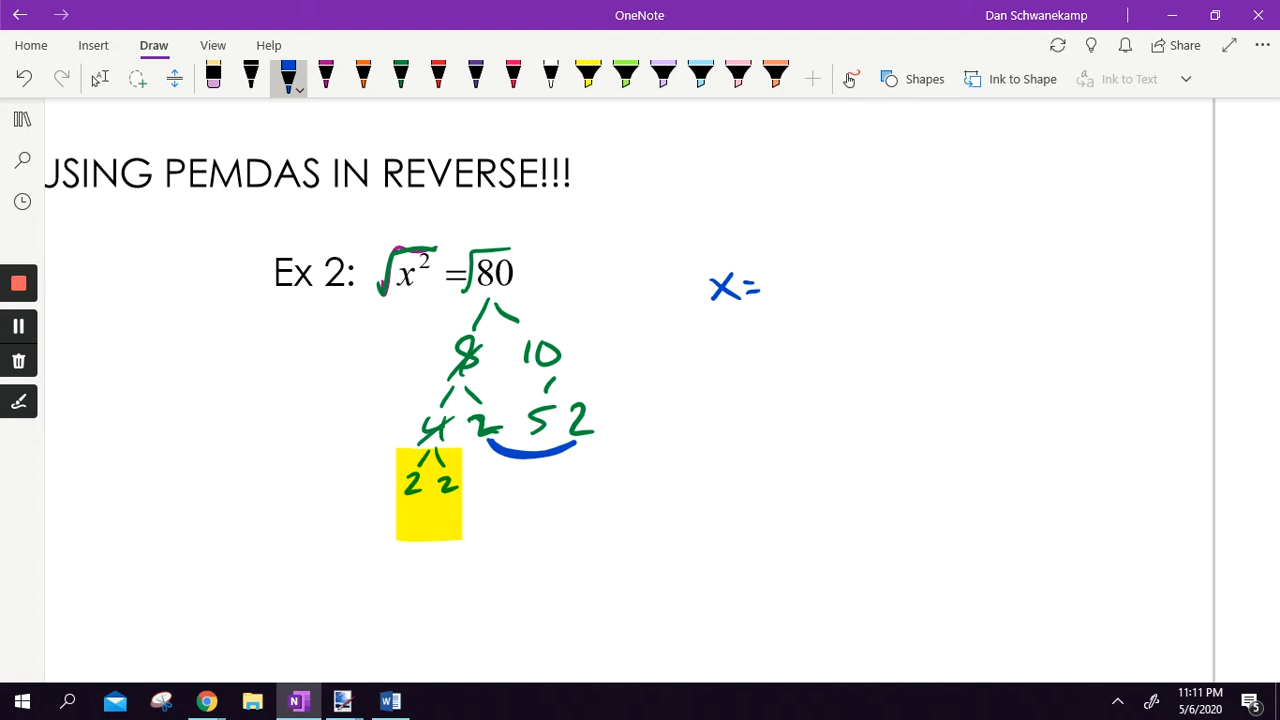 OneNote
Dan Schwanekamp
Home Insert Draw View Help
Share
Shapes
Ink to Shape
Ink to Text
USING PEMDAS IN REVERSE!!!
Ex 2: √x² = √80
x=
8 10
4 2 5 2
2 2
11:11 PM
5/6/2020
5